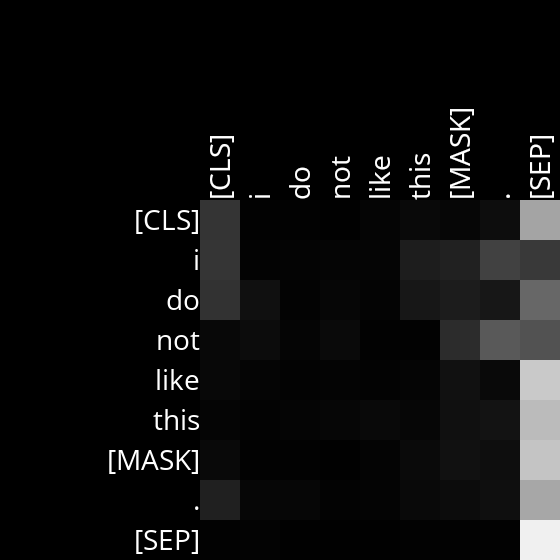 [CLS] i do not like this [MASK] . [SEP]
[CLS]
i
do
not
like
this
[MASK]
.
[SEP]